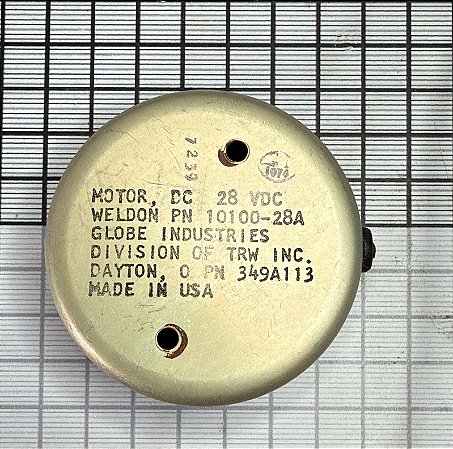 7239
MOTOR, DC 28 VDC
WELDON PN 10100-28A
GLOBE INDUSTRIES
DIVISION OF TRW INC.
DAYTON, O PN 349A113
MADE IN USA